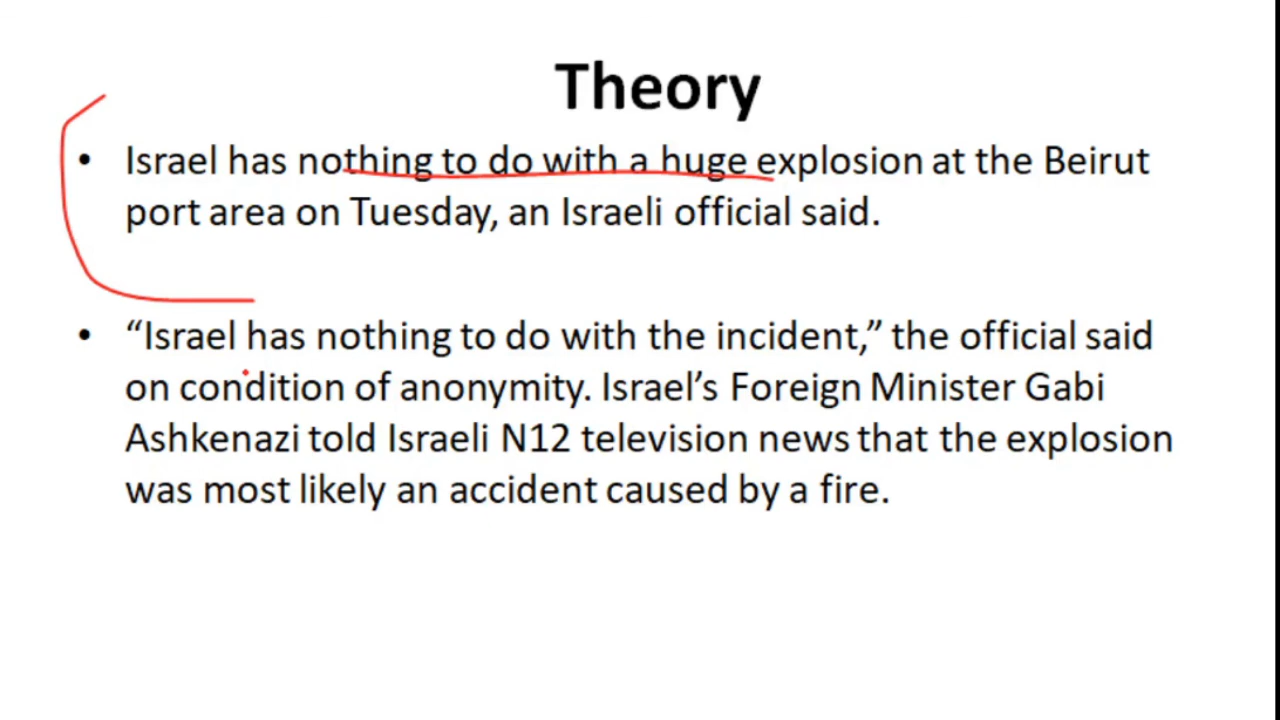 Theory
• Israel has nothing to do with a huge explosion at the Beirut
port area on Tuesday, an Israeli official said.
• “Israel has nothing to do with the incident,” the official said
on condition of anonymity. Israel’s Foreign Minister Gabi
Ashkenazi told Israeli N12 television news that the explosion
was most likely an accident caused by a fire.